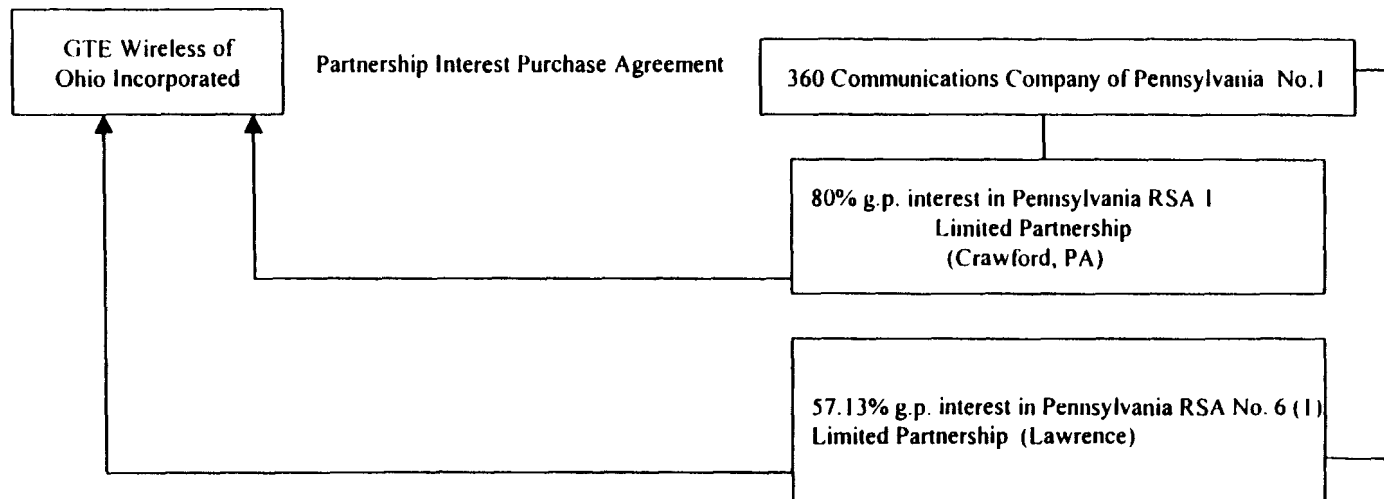 GTE Wireless of
Ohio Incorporated
Partnership Interest Purchase Agreement
360 Communications Company of Pennsylvania No.1
80% g.p. interest in Pennsylvania RSA 1
Limited Partnership
(Crawford, PA)
57.13% g.p. interest in Pennsylvania RSA No. 6 (1)
Limited Partnership (Lawrence)